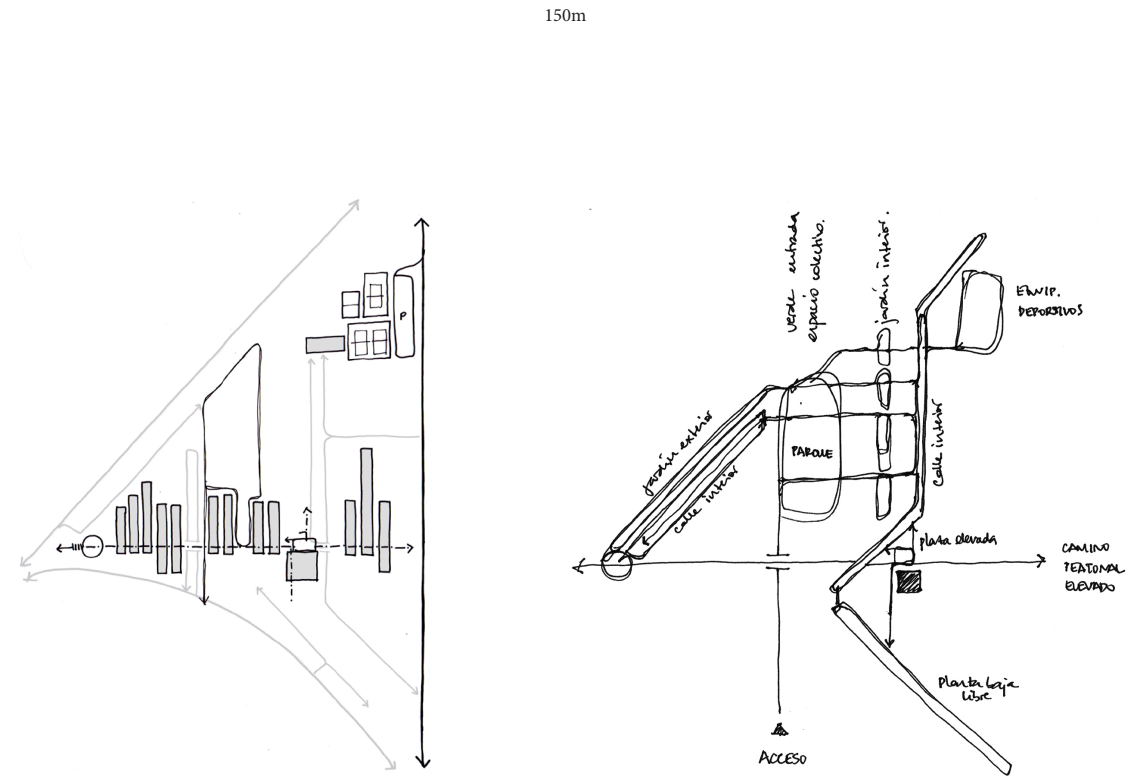 150m
P
verde entrada
espacio colectivo.
jardín interior.
EQUIP.
DEPORTIVOS
jardín exterior
calle interior
PARQUE
calle interior
planta elevada
CAMINO
PEATONAL
ELEVADO
planta baja
libre
ACCESO